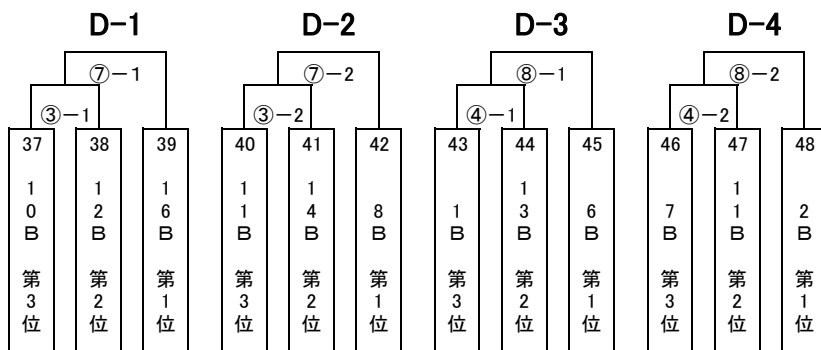 D−1 D−2 D−3 D−4
⑦−1 ⑦−2 ⑧−1 ⑧−2
③−1 ③−2 ④−1 ④−2
37 38 39 40 41 42 43 44 45 46 47 48
10B 第3位
12B 第2位
16B 第1位
11B 第3位
14B 第2位
8B 第1位
1B 第3位
13B 第2位
6B 第1位
7B 第3位
11B 第2位
2B 第1位